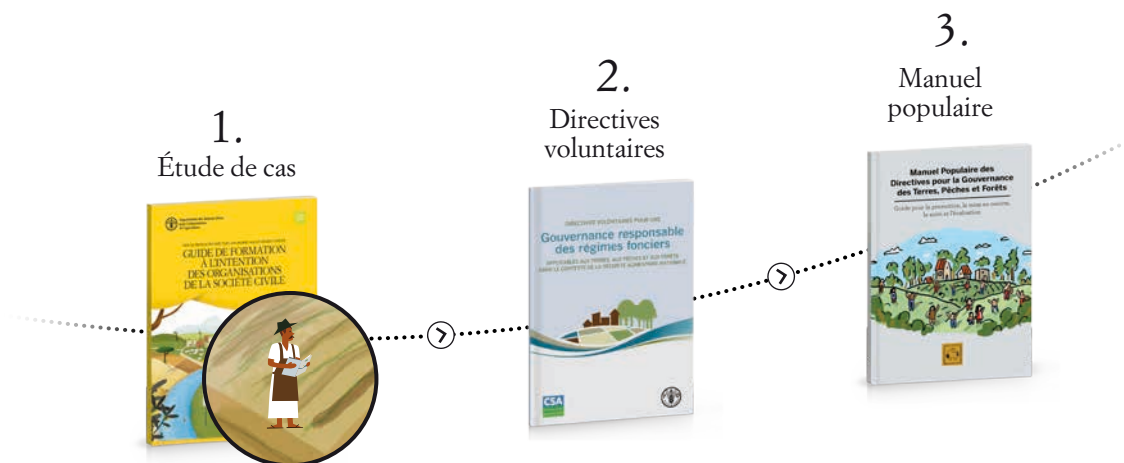 1.
Étude de cas
GUIDE DE FORMATION
À L'INTENTION
DES ORGANISATIONS
DE LA SOCIÉTÉ CIVILE
2.
Directives
voluntaires
DIRECTIVES VOLONTAIRES POUR UNE
Gouvernance responsable
des régimes fonciers
APPLICABLES AUX TERRES, AUX PÊCHES ET AUX FORÊTS
DANS LE CONTEXTE DE LA SÉCURITÉ ALIMENTAIRE NATIONALE
CSA
3.
Manuel
populaire
Manuel Populaire des
Directives pour la Gouvernance
des Terres, Pêches et Forêts
Guide pour la promotion, la mise en oeuvre,
le suivi et l'évaluation